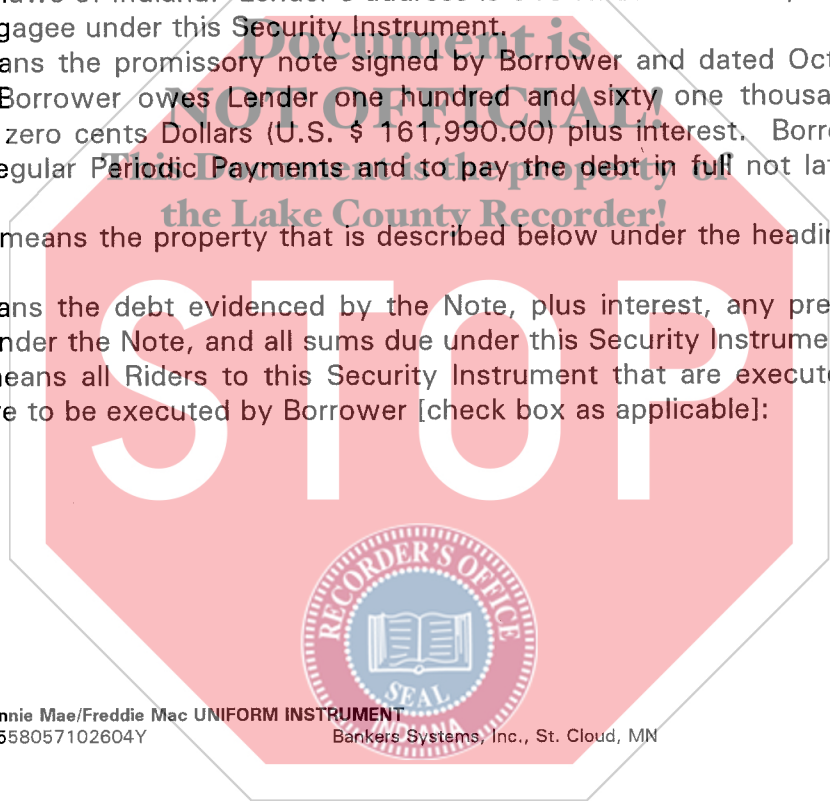 laws of Indiana.
gagee under this Security Instrument.
Document is
ans the promissory note signed by Borrower and dated Oct
NOT OFFICIAL!
Borrower owes Lender one hundred and sixty one thousa
zero cents Dollars (U.S. $ 161,990.00) plus interest. Borr
This Document is the property of
egular Periodic Payments and to pay the debt in full not lat
the Lake County Recorder!
means the property that is described below under the headin
ans the debt evidenced by the Note, plus interest, any pre
nder the Note, and all sums due under this Security Instrume
neans all Riders to this Security Instrument that are execute
e to be executed by Borrower [check box as applicable]:
STOP
RECORDER'S OFFICE
SEAL
INDIANA
nnie Mae/Freddie Mac UNIFORM INSTRUMENT
558057102604Y Bankers Systems, Inc., St. Cloud, MN